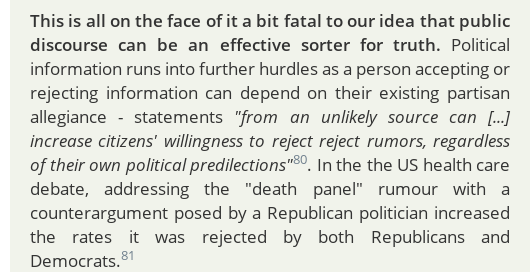 This is all on the face of it a bit fatal to our idea that public
discourse can be an effective sorter for truth. Political
information runs into further hurdles as a person accepting or
rejecting information can depend on their existing partisan
allegiance - statements "from an unlikely source can [...]
increase citizens' willingness to reject reject rumors, regardless
of their own political predilections"80. In the the US health care
debate, addressing the "death panel" rumour with a
counterargument posed by a Republican politician increased
the rates it was rejected by both Republicans and
Democrats.81